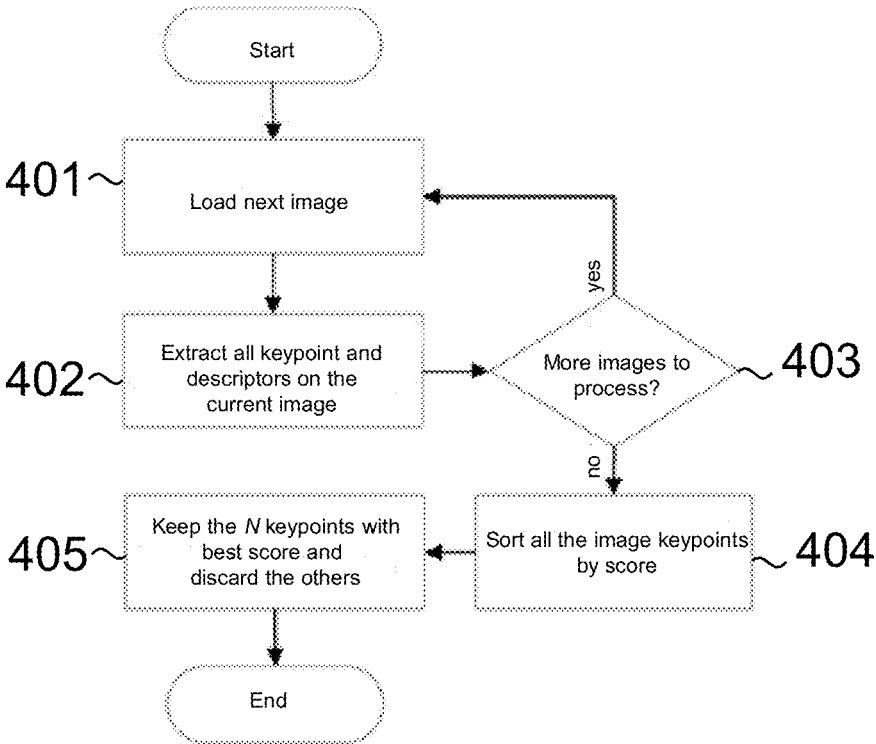 Start
401
Load next image
yes
402
Extract all keypoint and
descriptors on the
current image
More images to
process?
403
no
405
Keep the N keypoints with
best score and
discard the others
Sort all the image keypoints
by score
404
End